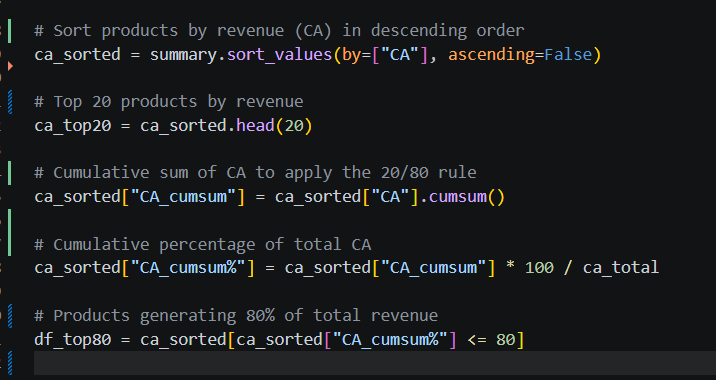 # Sort products by revenue (CA) in descending order
ca_sorted = summary.sort_values(by=["CA"], ascending=False)
# Top 20 products by revenue
ca_top20 = ca_sorted.head(20)
# Cumulative sum of CA to apply the 20/80 rule
ca_sorted["CA_cumsum"] = ca_sorted["CA"].cumsum()
# Cumulative percentage of total CA
ca_sorted["CA_cumsum%"] = ca_sorted["CA_cumsum"] * 100 / ca_total
# Products generating 80% of total revenue
df_top80 = ca_sorted[ca_sorted["CA_cumsum%"] <= 80]